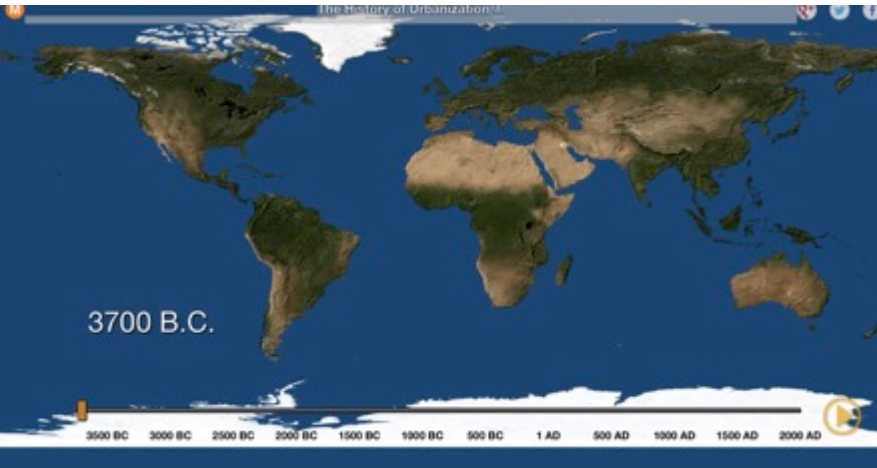 M The History of Urbanization
3700 B.C.
3500 BC 3000 BC 2500 BC 2000 BC 1500 BC 1000 BC 500 BC 1 AD 500 AD 1000 AD 1500 AD 2000 AD